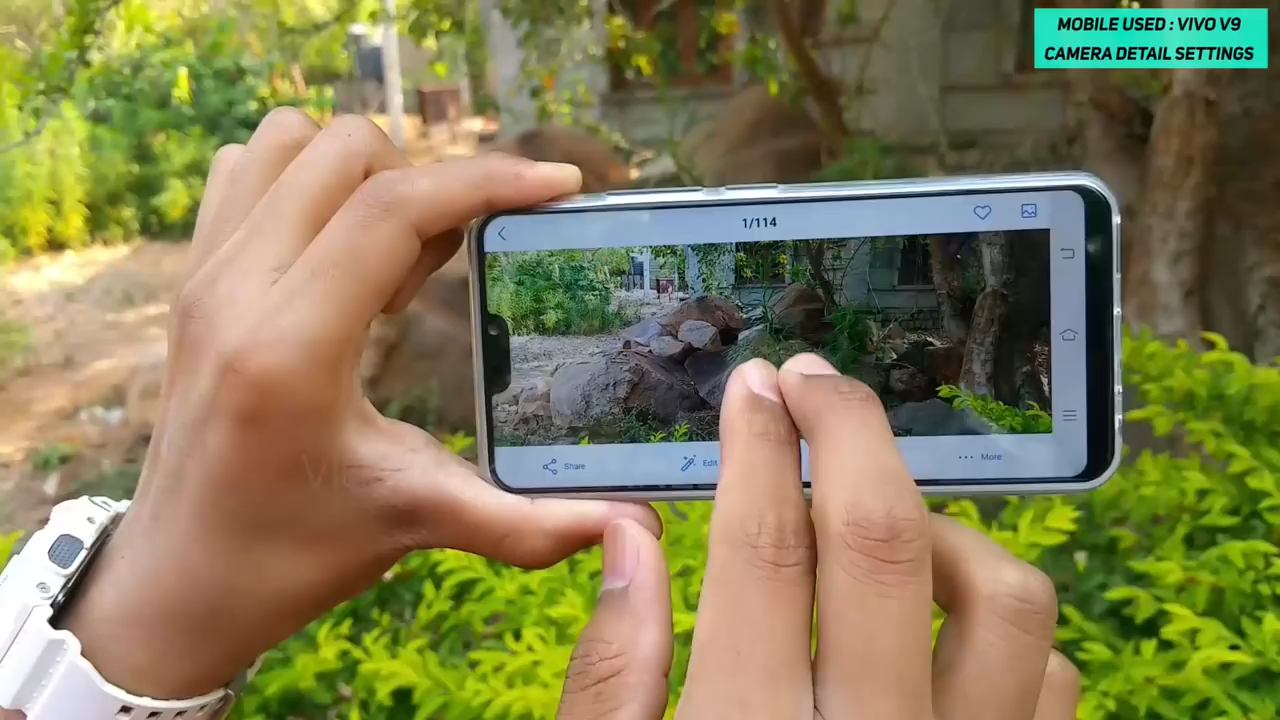 MOBILE USED : VIVO V9
CAMERA DETAIL SETTINGS
1/114
Share
Edit
More